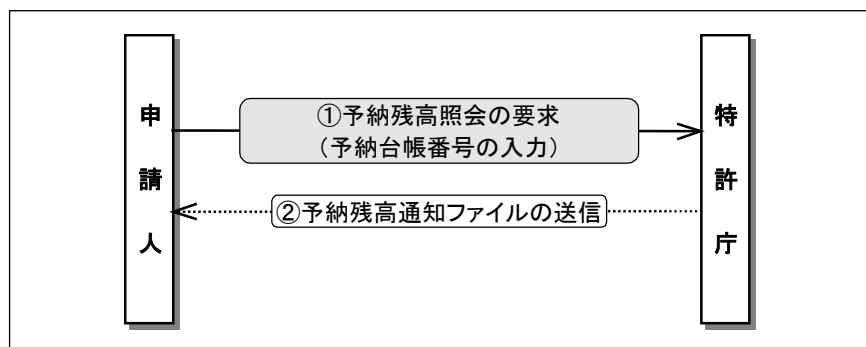 申請人
①予納残高照会の要求
(予納台帳番号の入力)
②予納残高通知ファイルの送信
特許庁